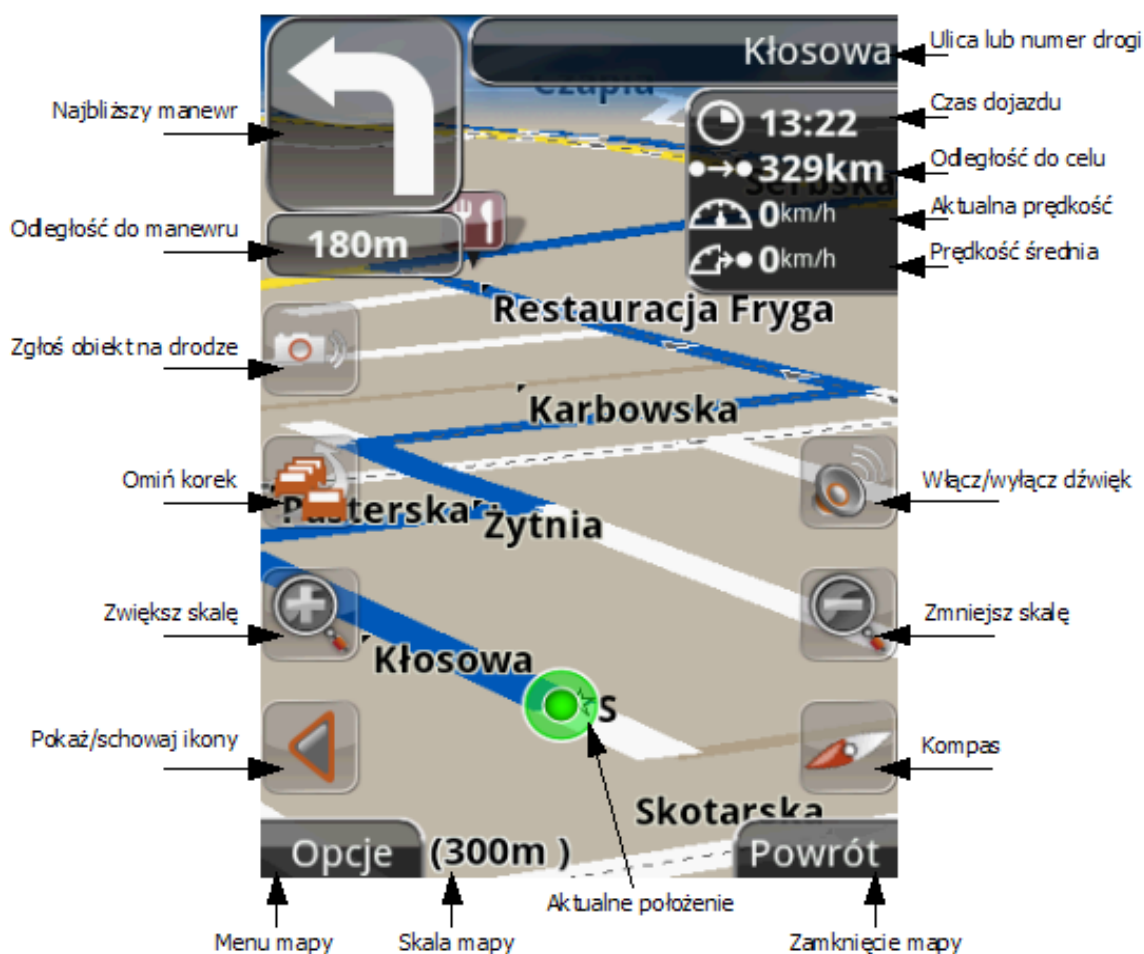 Kłosowa
Ulica lub numer drogi
Czapla
Najbliższy manewr
13:22
Czas dojazdu
329km
Odległość do celu
Serbska
0km/h
Aktualna prędkość
Odległość do manewru
180m
0km/h
Prędkość średnia
Restauracja Fryga
Zgłoś obiekt na drodze
Karbowska
Omiń korek
Włącz/wyłącz dźwięk
Pasterska
Żytnia
Zwiększ skalę
Zmniejsz skalę
Kłosowa
S
Pokaż/schowaj ikony
Kompas
Skotarska
Opcje
(300m )
Powrót
Aktualne położenie
Menu mapy
Skala mapy
Zamknięcie mapy